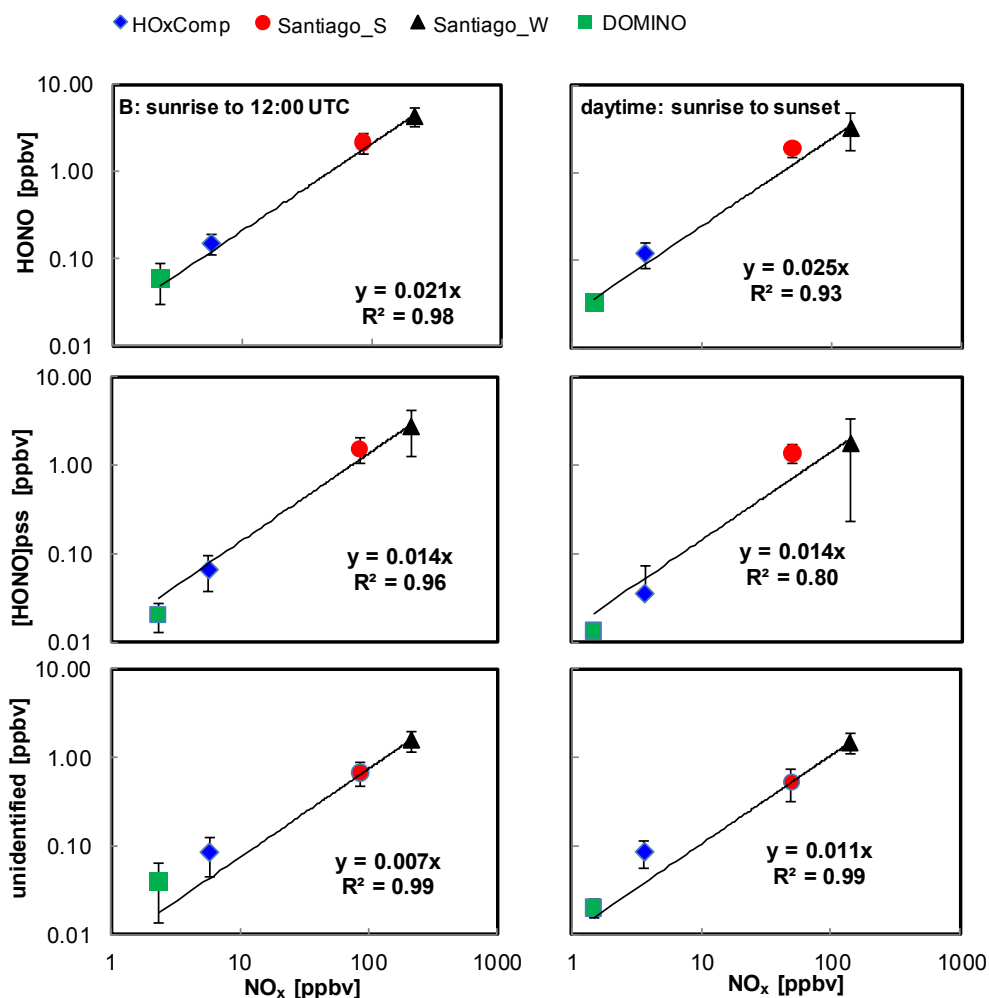 HOxComp Santiago_S Santiago_W DOMINO
B: sunrise to 12:00 UTC
daytime: sunrise to sunset
HONO [ppbv]
10.00
1.00
0.10
0.01
y = 0.021x
R² = 0.98
y = 0.025x
R² = 0.93
[HONO]pss [ppbv]
10.00
1.00
0.10
0.01
y = 0.014x
R² = 0.96
y = 0.014x
R² = 0.80
unidentified [ppbv]
10.00
1.00
0.10
0.01
y = 0.007x
R² = 0.99
y = 0.011x
R² = 0.99
1 10 100 1000
1 10 100 1000
NOx [ppbv]
NOx [ppbv]